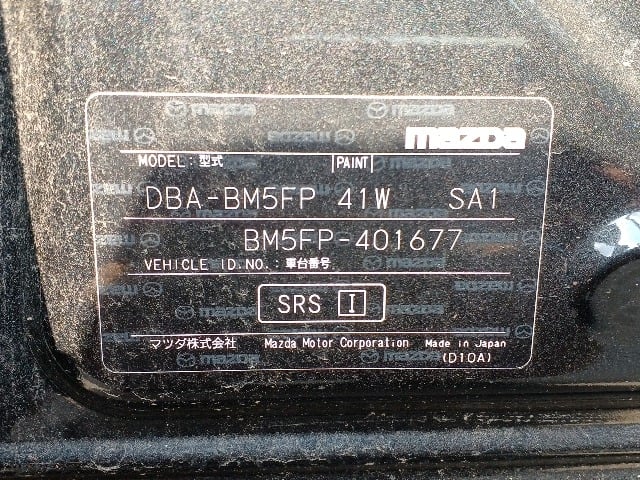 mazda
MODEL:型式 PAINT
DBA-BM5FP 41W SA1
BM5FP-401677
VEHICLE ID.NO.:車台番号
SRS I
マツダ株式会社 Mazda Motor Corporation Made in Japan
(D10A)